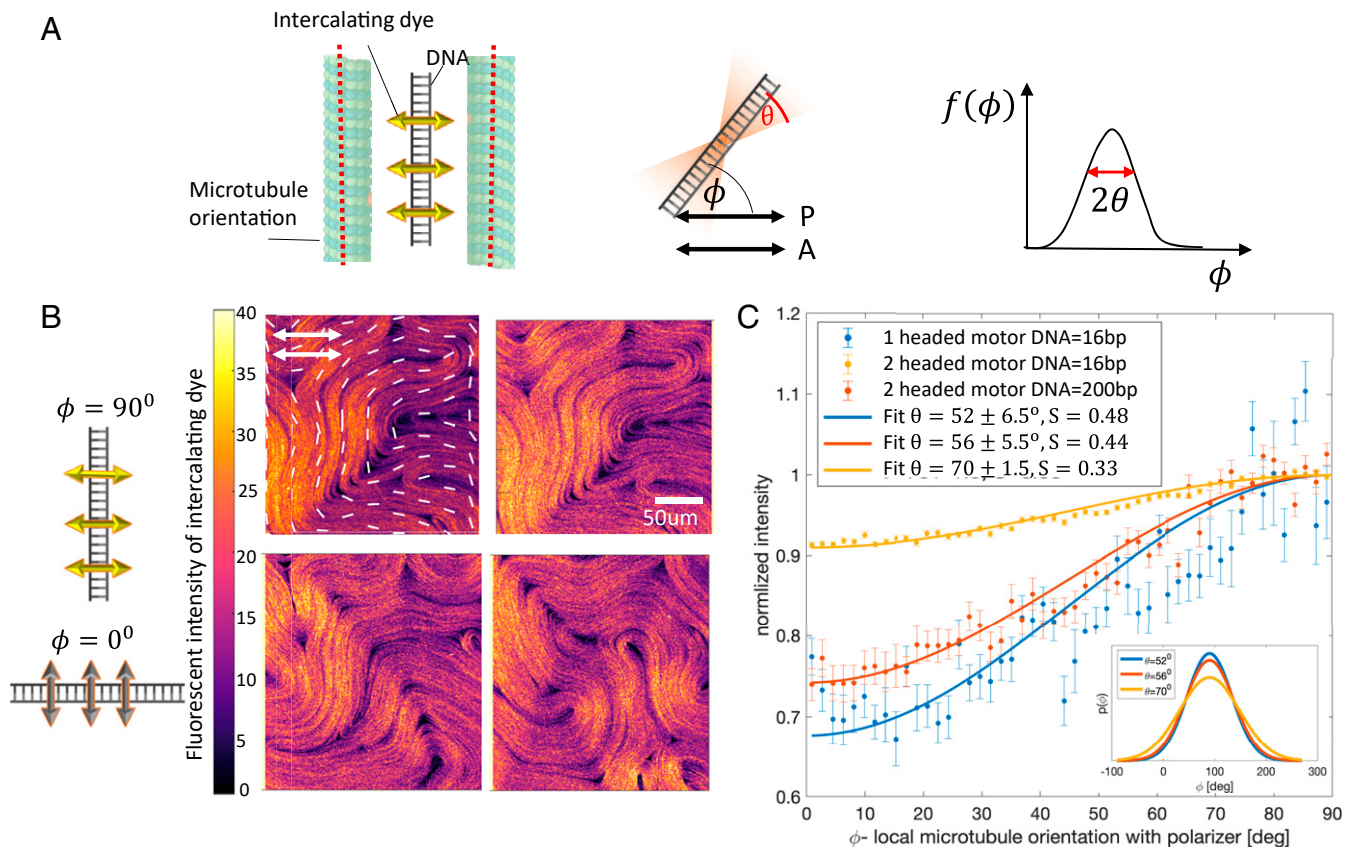 A
Intercalating dye
DNA
Microtubule
orientation
θ
ϕ
P
A
f(ϕ)
2θ
ϕ
B
ϕ = 90⁰
ϕ = 0⁰
Fluorescent intensity of intercalating dye
40
35
30
25
20
15
10
5
0
50um
C
1.2
1.1
1
0.9
0.8
0.7
0.6
normlized intensity
1 headed motor DNA=16bp
2 headed motor DNA=16bp
2 headed motor DNA=200bp
Fit θ = 52 ± 6.5⁰, S = 0.48
Fit θ = 56 ± 5.5⁰, S = 0.44
Fit θ = 70 ± 1.5, S = 0.33
p(ϕ)
θ=52⁰
θ=56⁰
θ=70⁰
-100 0 100 200 300
ϕ [deg]
0 10 20 30 40 50 60 70 80 90
ϕ- local microtubule orientation with polarizer [deg]